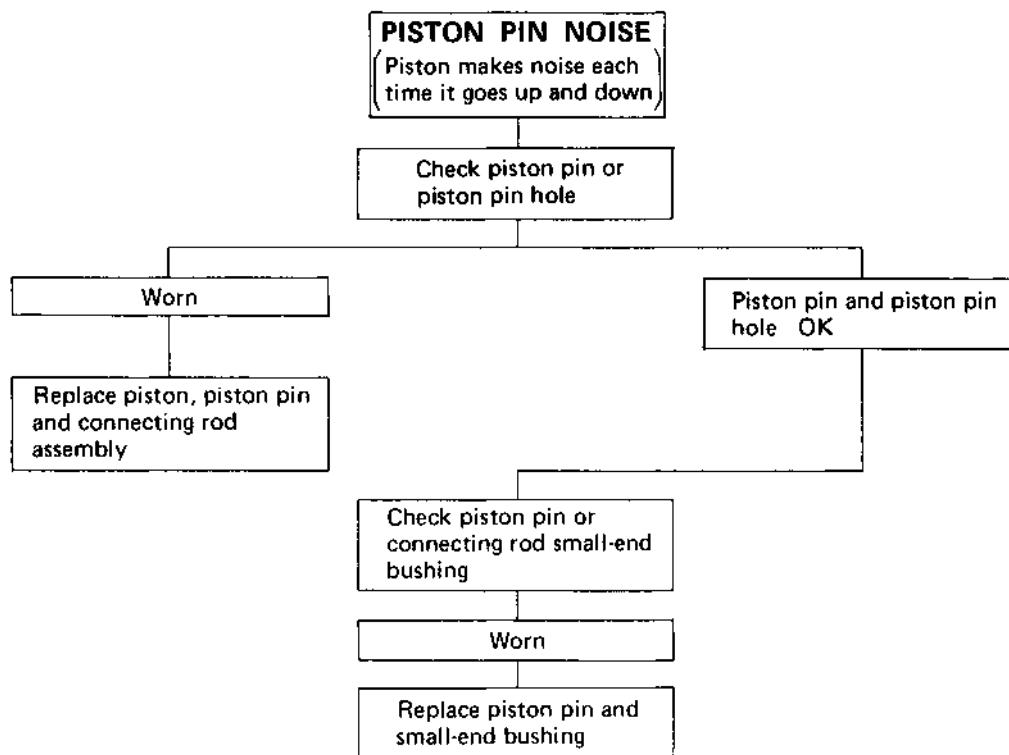 PISTON PIN NOISE
(Piston makes noise each
time it goes up and down)
Check piston pin or
piston pin hole
Worn
Piston pin and piston pin
hole OK
Replace piston, piston pin
and connecting rod
assembly
Check piston pin or
connecting rod small-end
bushing
Worn
Replace piston pin and
small-end bushing